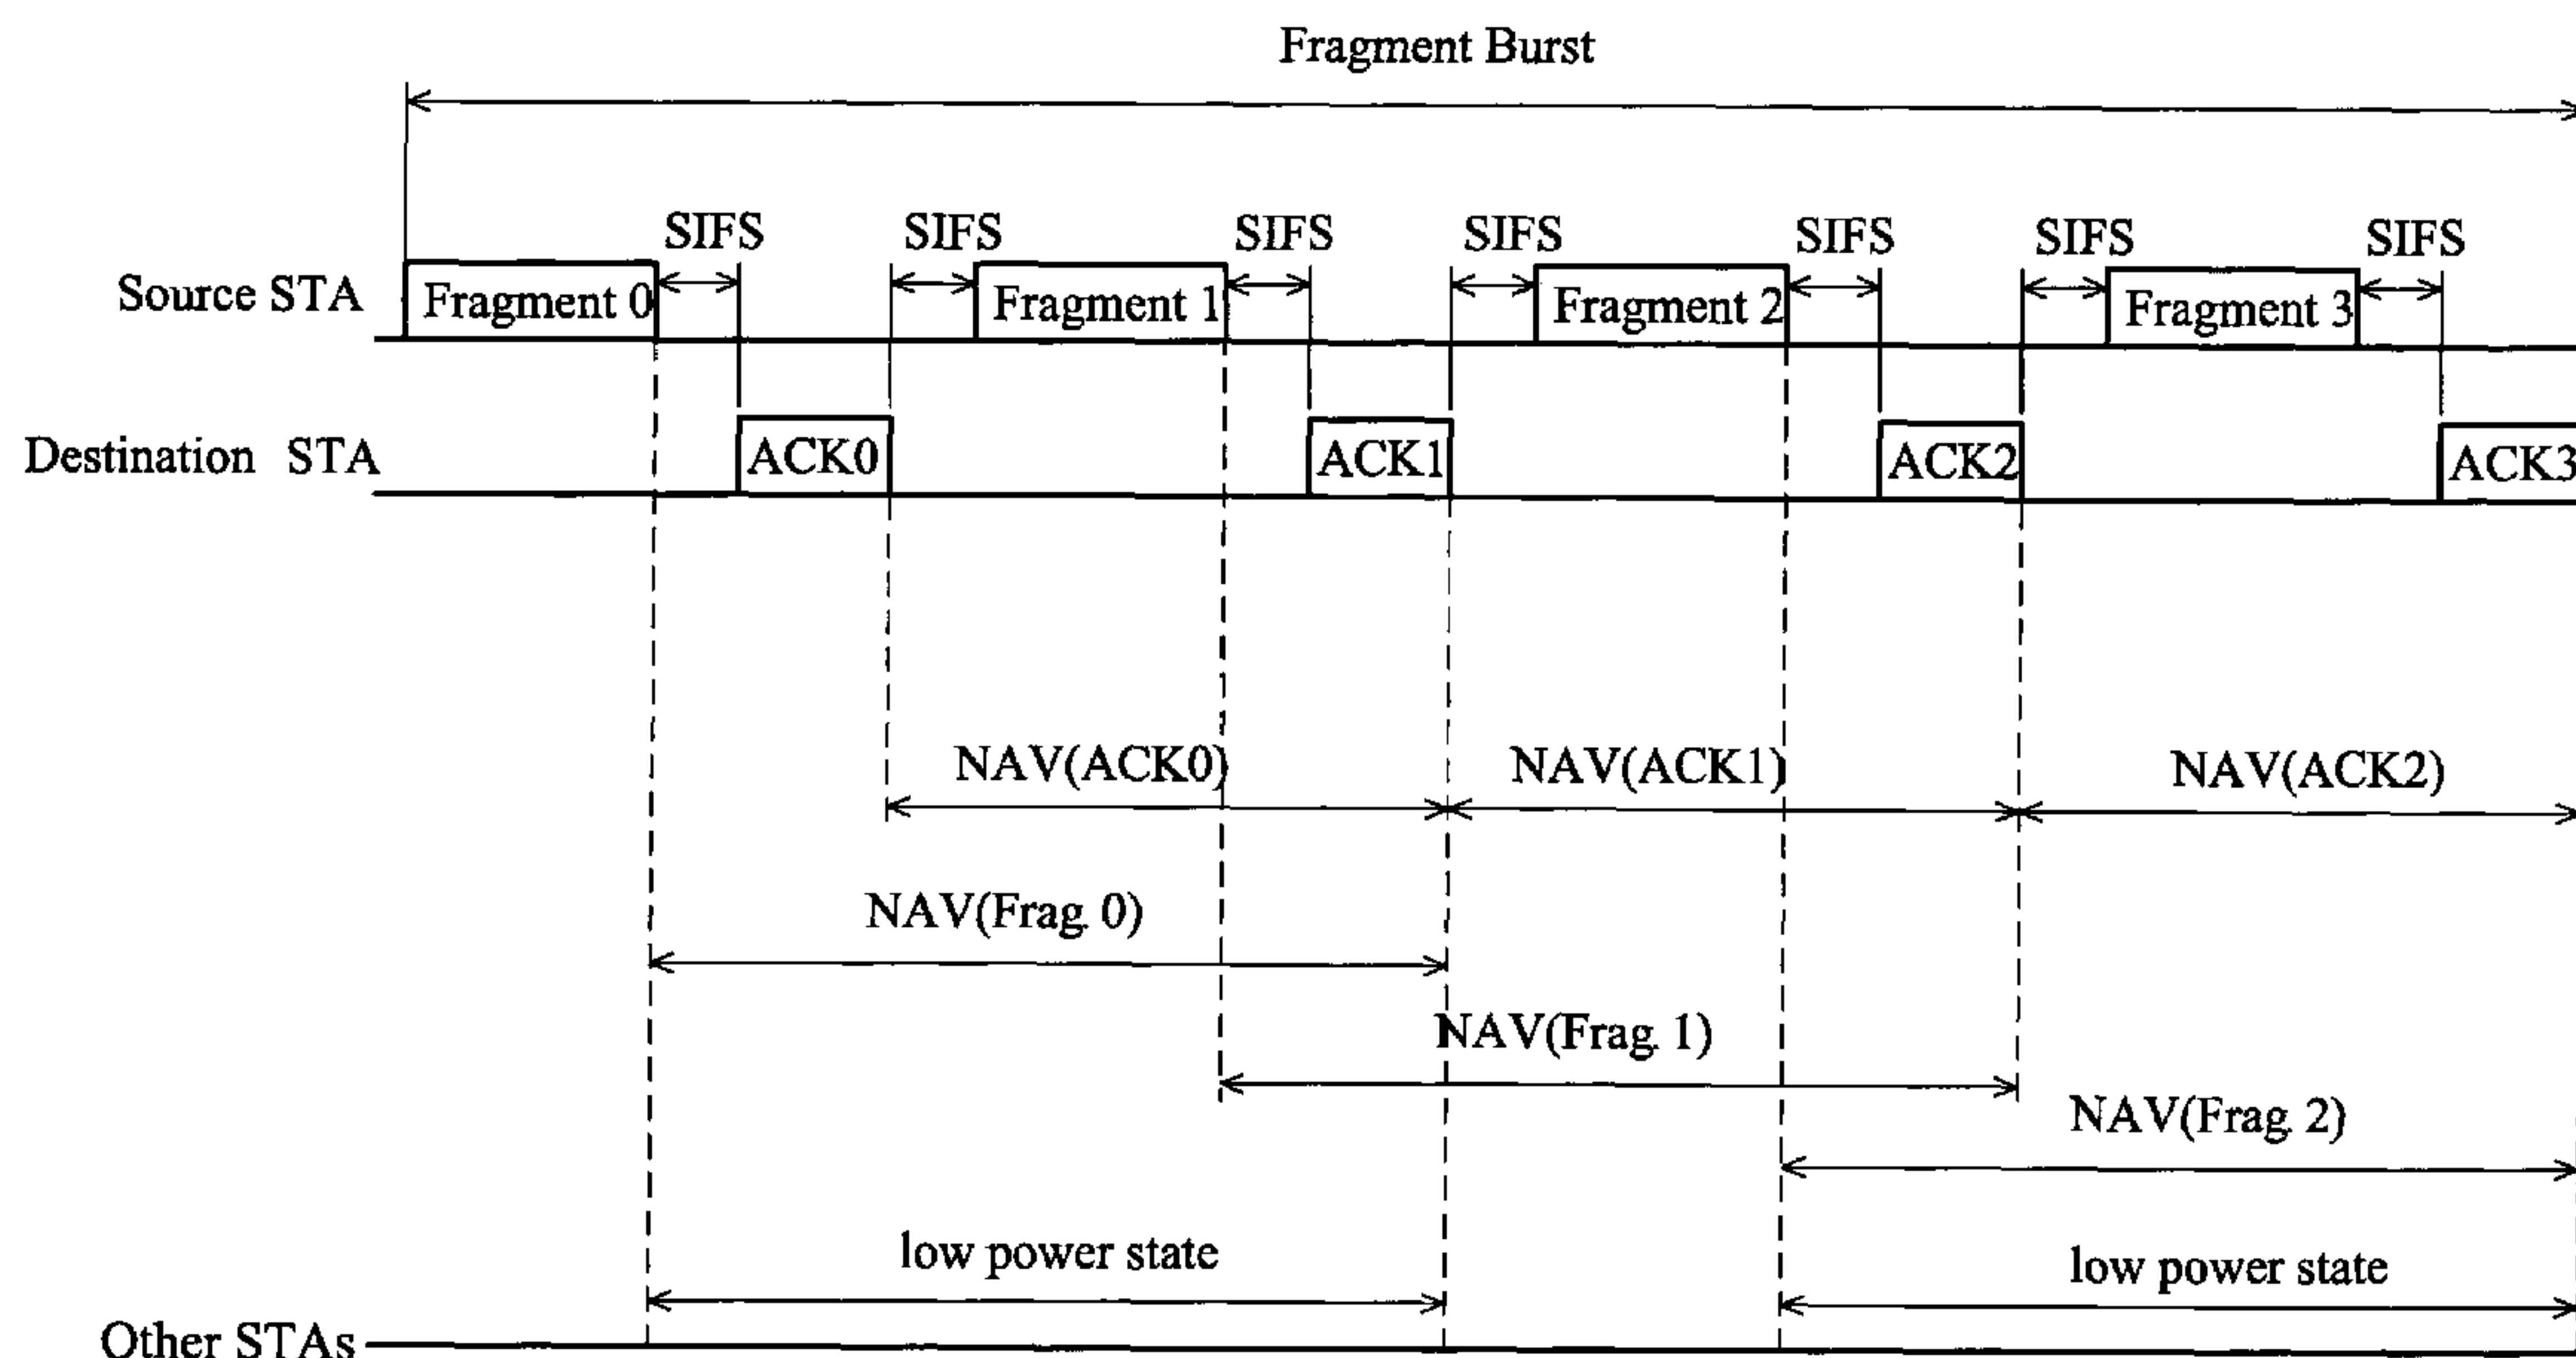 Fragment Burst
SIFS SIFS SIFS SIFS SIFS SIFS SIFS
Source STA Fragment 0 Fragment 1 Fragment 2 Fragment 3
Destination STA ACK0 ACK1 ACK2 ACK3
NAV(ACK0) NAV(ACK1) NAV(ACK2)
NAV(Frag. 0)
NAV(Frag. 1)
NAV(Frag. 2)
low power state low power state
Other STAs